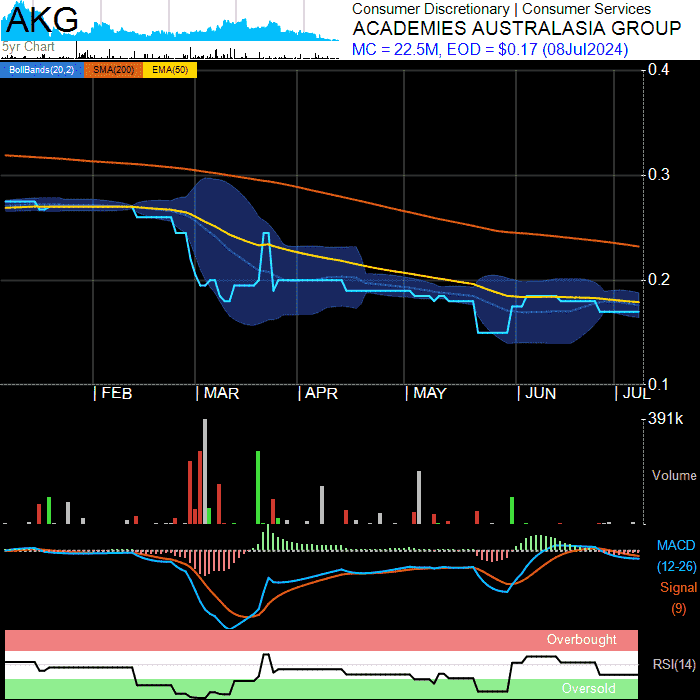 AKG
5yr Chart
Consumer Discretionary | Consumer Services
ACADEMIES AUSTRALASIA GROUP
MC = 22.5M, EOD = $0.17 (08Jul2024)
BollBands(20,2) SMA(200) EMA(50)
0.4
0.3
0.2
0.1
FEB MAR APR MAY JUN JUL
391k
Volume
MACD
(12-26)
Signal
(9)
Overbought
RSI(14)
Oversold